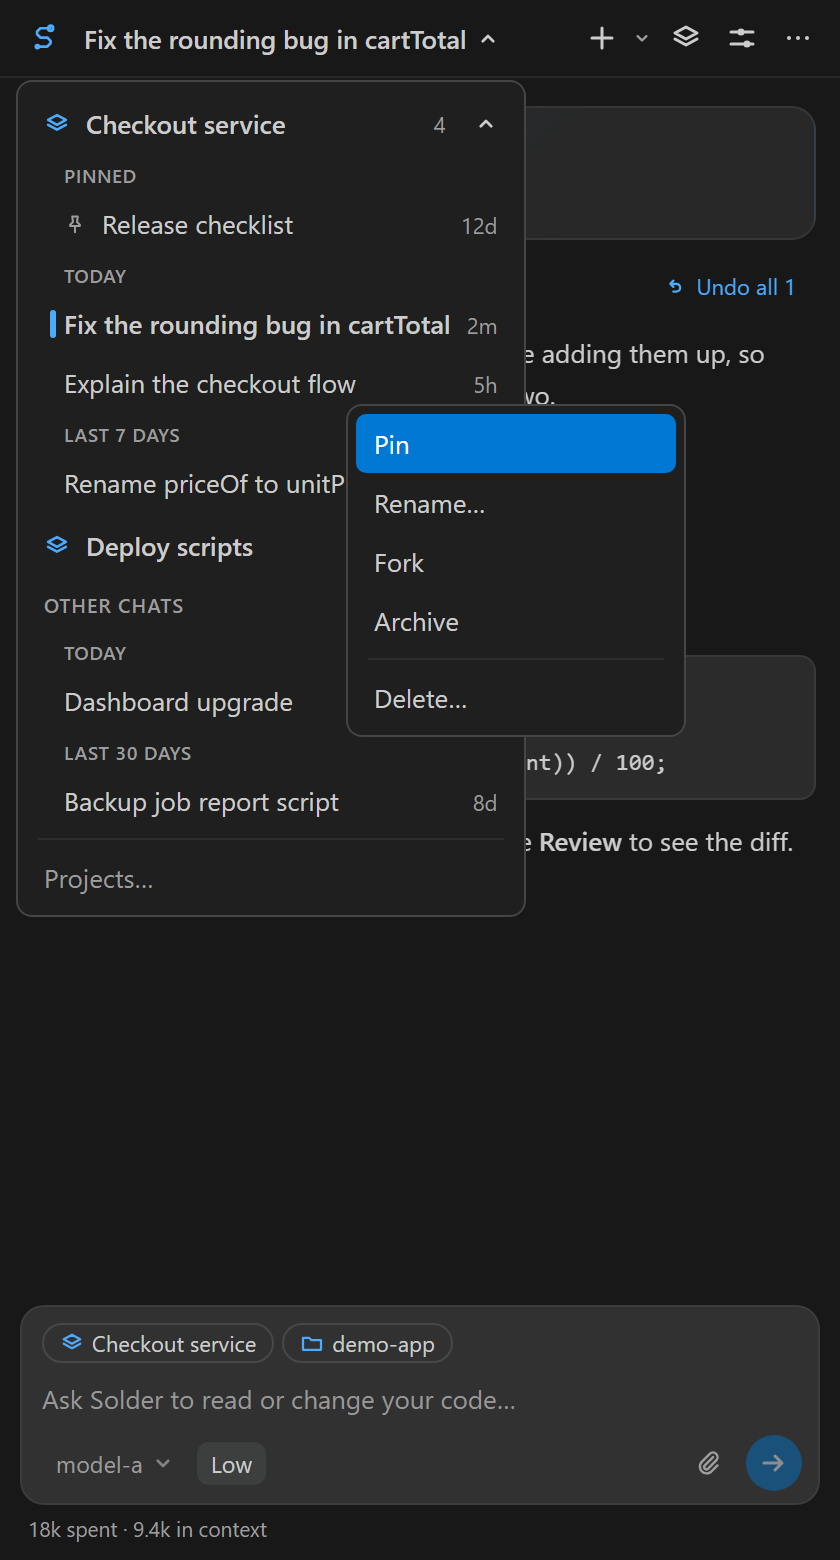 Fix the rounding bug in cartTotal
Checkout service 4
PINNED
Release checklist 12d
TODAY
Undo all 1
Fix the rounding bug in cartTotal 2m
adding them up, so
Explain the checkout flow 5h
LAST 7 DAYS
Pin
Rename priceOf to unitP
Rename...
Deploy scripts
Fork
OTHER CHATS
Archive
TODAY
Dashboard upgrade
Delete...
LAST 30 DAYS
nt)) / 100;
Backup job report script 8d
Review to see the diff.
Projects...
Checkout service demo-app
Ask Solder to read or change your code...
model-a Low
18k spent · 9.4k in context